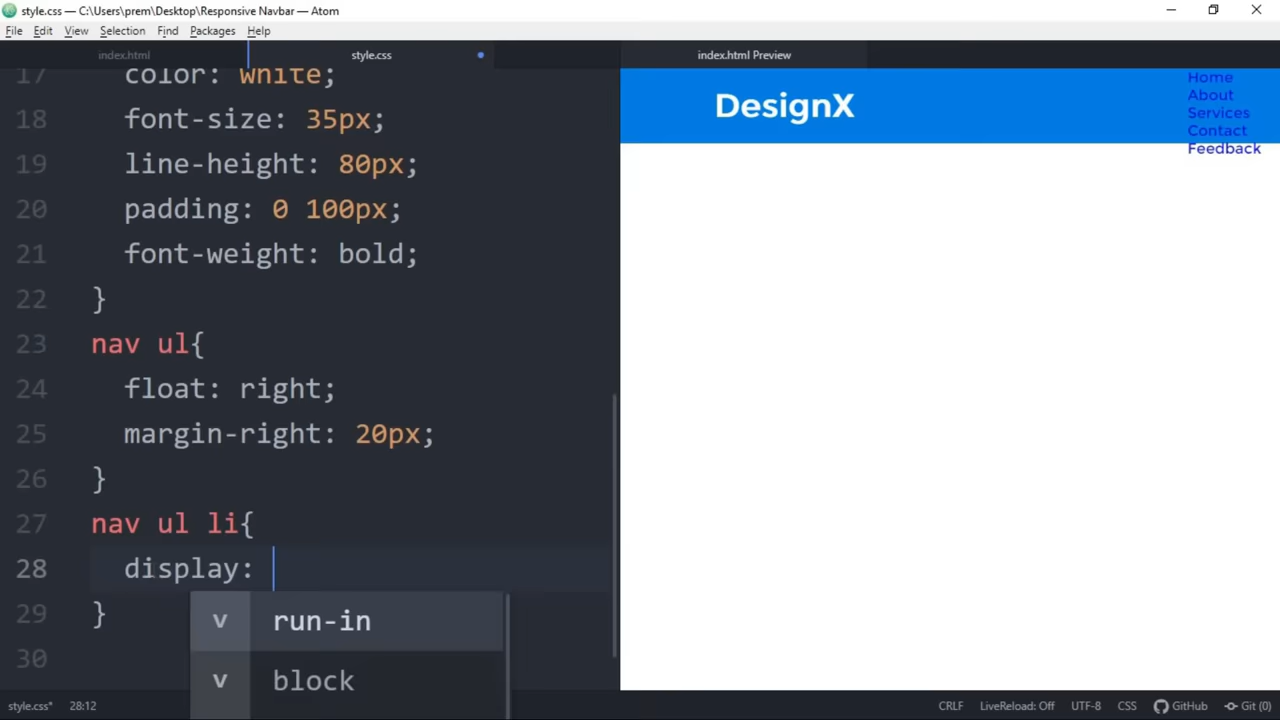 style.css — C:\Users\prem\Desktop\Responsive Navbar — Atom
File Edit View Selection Find Packages Help
index.html style.css index.html Preview
17 color: white;
18 font-size: 35px;
19 line-height: 80px;
20 padding: 0 100px;
21 font-weight: bold;
22 }
23 nav ul{
24 float: right;
25 margin-right: 20px;
26 }
27 nav ul li{
28 display:
29 }
30
v run-in
v block
DesignX
Home
About
Services
Contact
Feedback
style.css* 28:12 CRLF LiveReload: Off UTF-8 CSS GitHub Git (0)